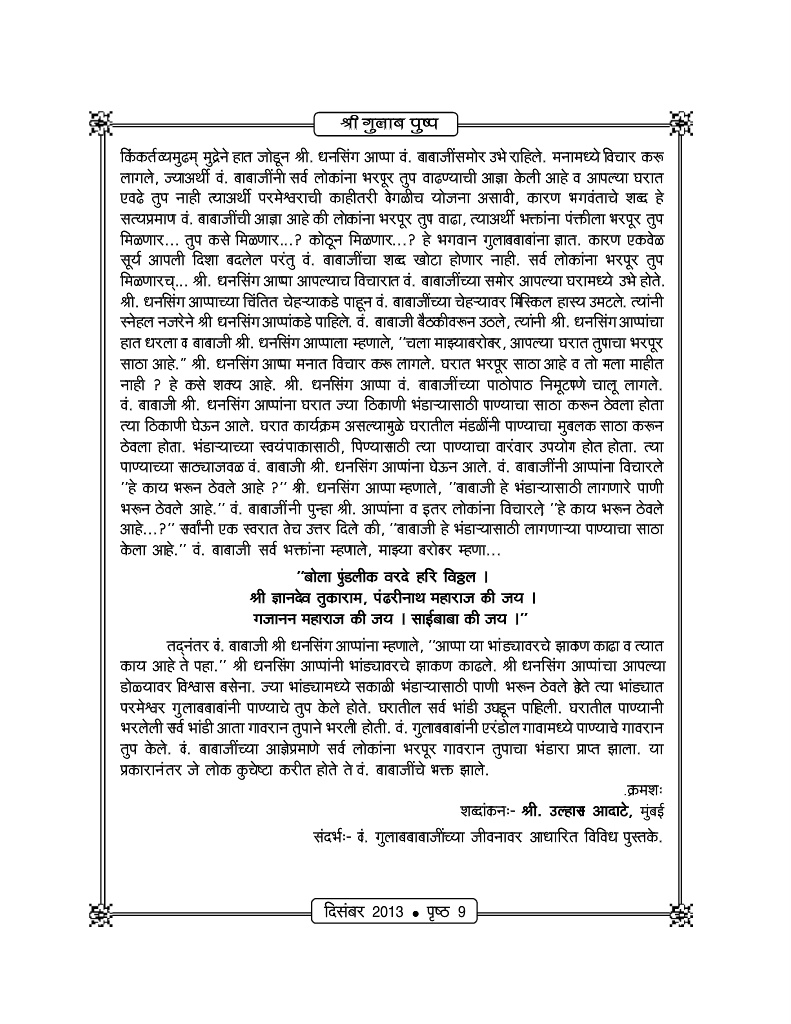 श्री गुलाब पुष्प
किंकर्तव्यमुढम् मुद्रेने हात जोडून श्री. धनसिंग आप्पा वं. बाबाजींसमोर उभे राहिले. मनामध्ये विचार करू
लागले, ज्याअर्थी वं. बाबाजींनी सर्व लोकांना भरपूर तुप वाढण्याची आज्ञा केली आहे व आपल्या घरात
एवढे तुप नाही त्याअर्थी परमेश्वराची काहीतरी वेगळीच योजना असावी, कारण भगवंताचे शब्द हे
सत्यप्रमाण वं. बाबाजींची आज्ञा आहे की लोकांना भरपूर तुप वाढा, त्याअर्थी भक्तांना पंक्तीला भरपूर तुप
मिळणार... तुप कसे मिळणार...? कोठून मिळणार...? हे भगवान गुलाबबाबांना ज्ञात. कारण एकवेळ
सूर्य आपली दिशा बदलेल परंतु वं. बाबाजींचा शब्द खोटा होणार नाही. सर्व लोकांना भरपूर तुप
मिळणारच्... श्री. धनसिंग आप्पा आपल्याच विचारात वं. बाबाजींच्या समोर आपल्या घरामध्ये उभे होते.
श्री. धनसिंग आप्पाच्या चिंतित चेहऱ्याकडे पाहून वं. बाबाजींच्या चेहऱ्यावर मिस्किल हास्य उमटले. त्यांनी
स्नेहल नजरेने श्री धनसिंग आप्पांकडे पाहिले. वं. बाबाजी बैठकीवरून उठले, त्यांनी श्री. धनसिंग आप्पांचा
हात धरला व बाबाजी श्री. धनसिंग आप्पाला म्हणाले, ‘‘चला माझ्याबरोबर, आपल्या घरात तुपाचा भरपूर
साठा आहे.’’ श्री. धनसिंग आप्पा मनात विचार करू लागले. घरात भरपूर साठा आहे व तो मला माहीत
नाही ? हे कसे शक्य आहे. श्री. धनसिंग आप्पा वं. बाबाजींच्या पाठोपाठ निमूटपणे चालू लागले.
वं. बाबाजी श्री. धनसिंग आप्पांना घरात ज्या ठिकाणी भंडाऱ्यासाठी पाण्याचा साठा करून ठेवला होता
त्या ठिकाणी घेऊन आले. घरात कार्यक्रम असल्यामुळे घरातील मंडळींनी पाण्याचा मुबलक साठा करून
ठेवला होता. भंडाऱ्याच्या स्वयंपाकासाठी, पिण्यासाठी त्या पाण्याचा वारंवार उपयोग होत होता. त्या
पाण्याच्या साठ्याजवळ वं. बाबाजी श्री. धनसिंग आप्पांना घेऊन आले. वं. बाबाजींनी आप्पांना विचारले
‘‘हे काय भरून ठेवले आहे ?’’ श्री. धनसिंग आप्पा म्हणाले, ‘‘बाबाजी हे भंडाऱ्यासाठी लागणारे पाणी
भरून ठेवले आहे.’’ वं. बाबाजींनी पुन्हा श्री. आप्पांना व इतर लोकांना विचारले, ‘‘हे काय भरून ठेवले
आहे...?’’ सर्वांनी एक स्वरात तेच उत्तर दिले की, ‘‘बाबाजी हे भंडाऱ्यासाठी लागणाऱ्या पाण्याचा साठा
केला आहे.’’ वं. बाबाजी सर्व भक्तांना म्हणाले, माझ्या बरोबर म्हणा...
‘‘बोला पुंडलीक वरदे हरि विठ्ठल ।
श्री ज्ञानदेव तुकाराम, पंढरीनाथ महाराज की जय ।
गजानन महाराज की जय । साईबाबा की जय ।’’
तद्नंतर वं. बाबाजी श्री धनसिंग आप्पांना म्हणाले, ‘‘आप्पा या भांड्यावरचे झाकण काढा व त्यात
काय आहे ते पहा.’’ श्री धनसिंग आप्पांनी भांड्यावरचे झाकण काढले. श्री धनसिंग आप्पांचा आपल्या
डोळ्यावर विश्वास बसेना. ज्या भांड्यामध्ये सकाळी भंडाऱ्यासाठी पाणी भरून ठेवले होते त्या भांड्यात
परमेश्वर गुलाबबाबांनी पाण्याचे तुप केले होते. घरातील सर्व भांडी उघडून पाहिली. घरातील पाण्यानी
भरलेली सर्व भांडी आता गावरान तुपाने भरली होती. वं. गुलाबबाबांनी एरंडोल गावामध्ये पाण्याचे गावरान
तुप केले. वं. बाबाजींच्या आज्ञेप्रमाणे सर्व लोकांना भरपूर गावरान तुपाचा भंडारा प्राप्त झाला. या
प्रकारानंतर जे लोक कुचेष्टा करीत होते ते वं. बाबाजींचे भक्त झाले.
.क्रमशः
शब्दांकनः- श्री. उल्हास आदाटे, मुंबई
संदर्भः- वं. गुलाबबाबाजींच्या जीवनावर आधारित विविध पुस्तके.
दिसंबर 2013 ● पृष्ठ 9